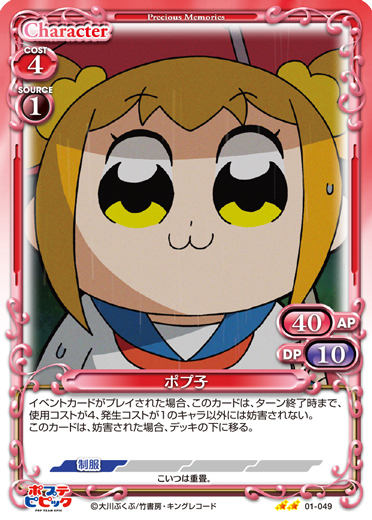 Precious Memories
Character
COST
4
SOURCE
1
40 AP
DP 10
ポプ子
イベントカードがプレイされた場合、このカードは、ターン終了時まで、
使用コストが4、発生コストが1のキャラ以外には妨害されない。
このカードは、妨害された場合、デッキの下に移る。
制服
こいつは重畳。
ポプテ
ピピック
POP TEAM EPIC
©大川ぶくぶ/竹書房・キングレコード
01-049